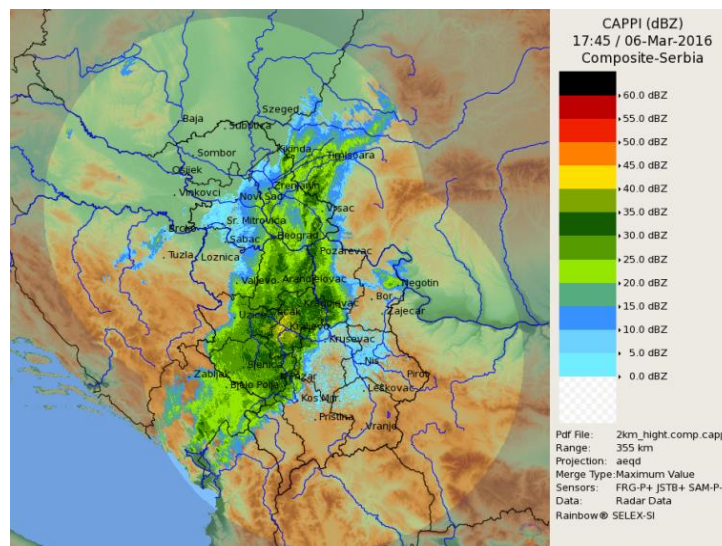 CAPPI (dBZ)
17:45 / 06-Mar-2016
Composite-Serbia
60.0 dBZ
55.0 dBZ
50.0 dBZ
45.0 dBZ
40.0 dBZ
35.0 dBZ
30.0 dBZ
25.0 dBZ
20.0 dBZ
15.0 dBZ
10.0 dBZ
5.0 dBZ
0.0 dBZ
Pdf File: 2km_hight.comp.capp
Range: 355 km
Projection: aeqd
Merge Type: Maximum Value
Sensors: FRG-P+ JSTB+ SAM-P-
Data: Radar Data
Rainbow® SELEX-SI
Szeged
Baja
Subotica
Sombor
Kikinda
Timisoara
Osijek
Zrenjanin
Vinkovci
Novi Sad
Vrsac
Sr. Mitrovica
Brcko
Beograd
Sabac
Pozarevac
Tuzla
Loznica
Valjevo
Arandjelovac
Negotin
Bor
Kragujevac
Zajecar
Uzice
Cacak
Kraljevo
Krusevac
Nis
Sjenica
Pirot
Zabljak
Bijelo Polje
Pazar
Leskovac
Kos.Mitr.
Pristina
Vranje